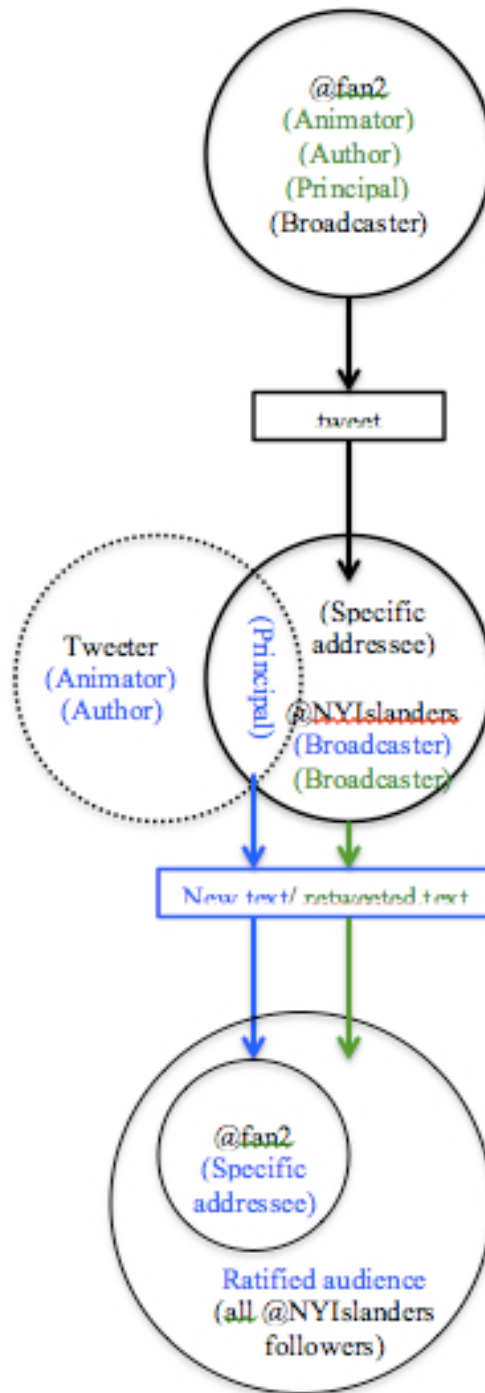 @fan2
(Animator)
(Author)
(Principal)
(Broadcaster)
tweet
Tweeter
(Animator)
(Author)
(Principal)
(Specific
addressee)
@NYIslanders
(Broadcaster)
(Broadcaster)
New text/ retweeted text
@fan2
(Specific
addressee)
Ratified audience
(all @NYIslanders
followers)